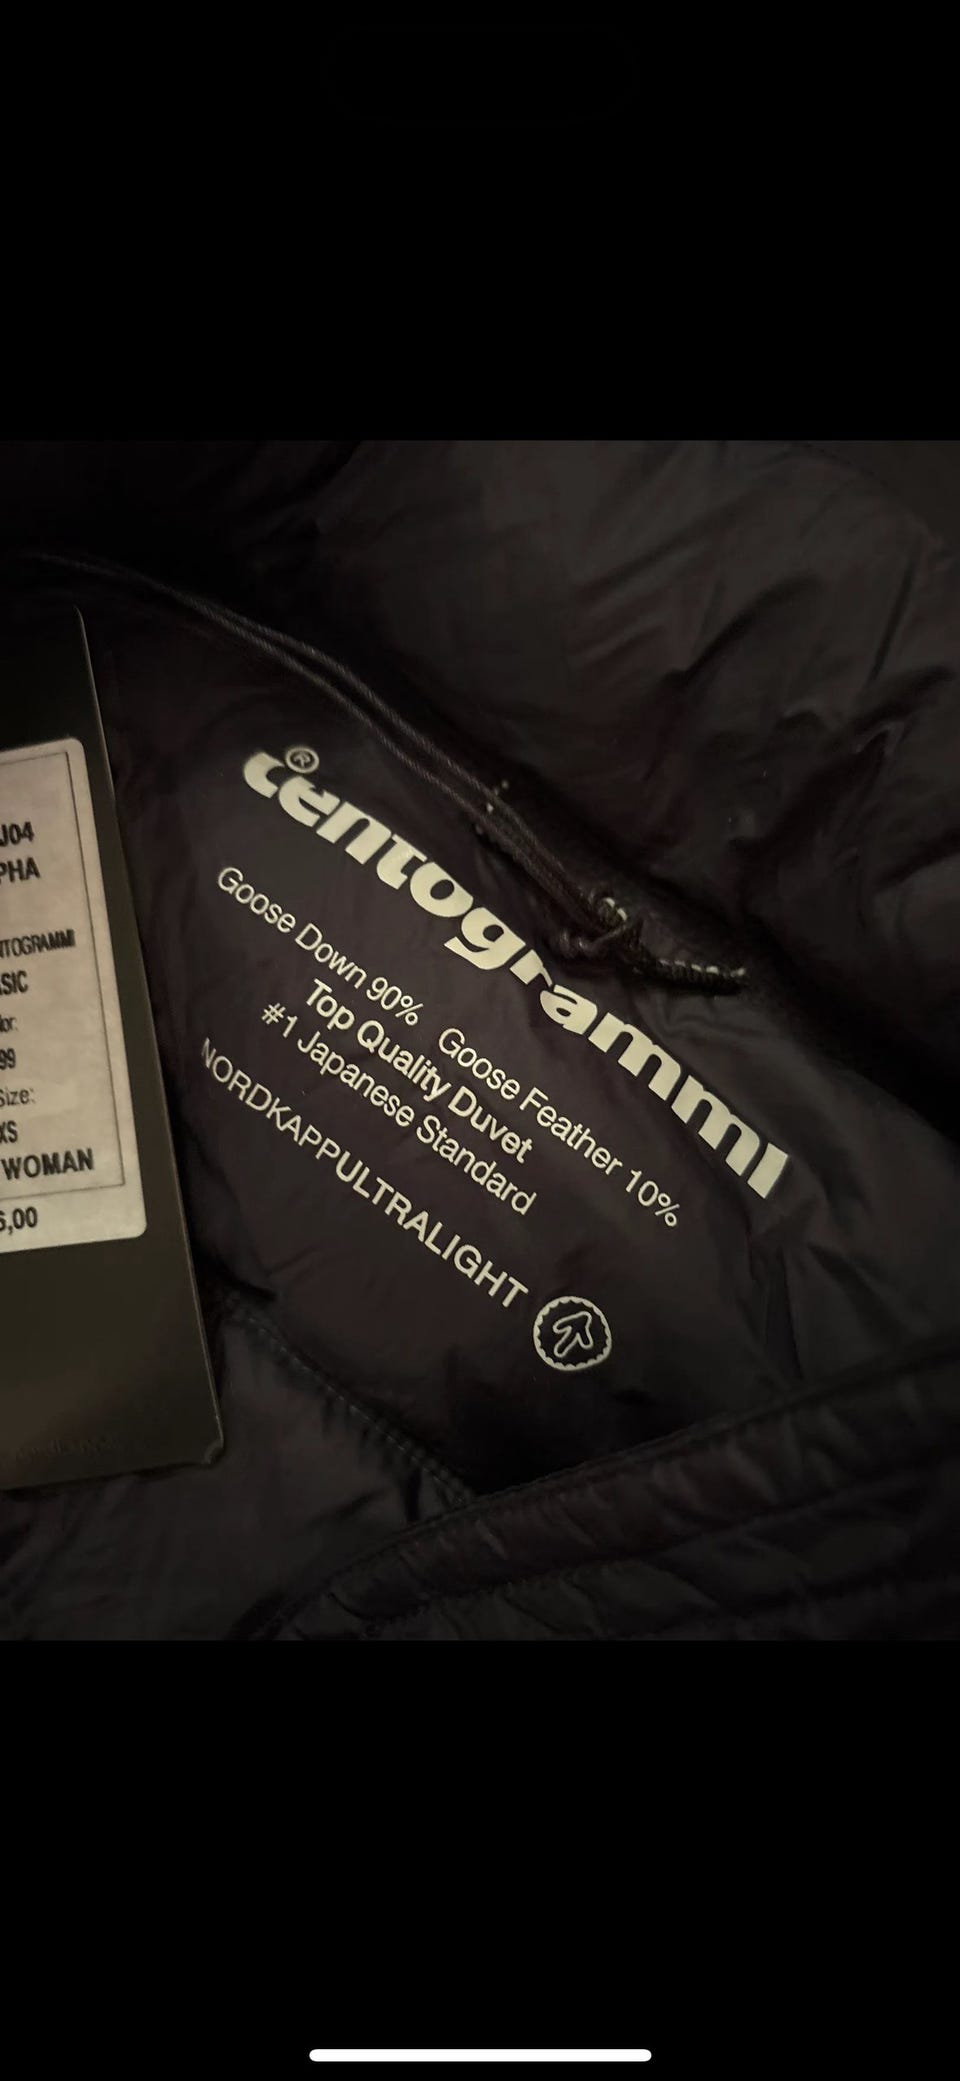 J04
PHA
NTOGRAMMI
SIC
lor:
99
Size:
XS
WOMAN
6,00
centogrammi®
Goose Down 90% Goose Feather 10%
Top Quality Duvet
#1 Japanese Standard
NORDKAPPULTRALIGHT